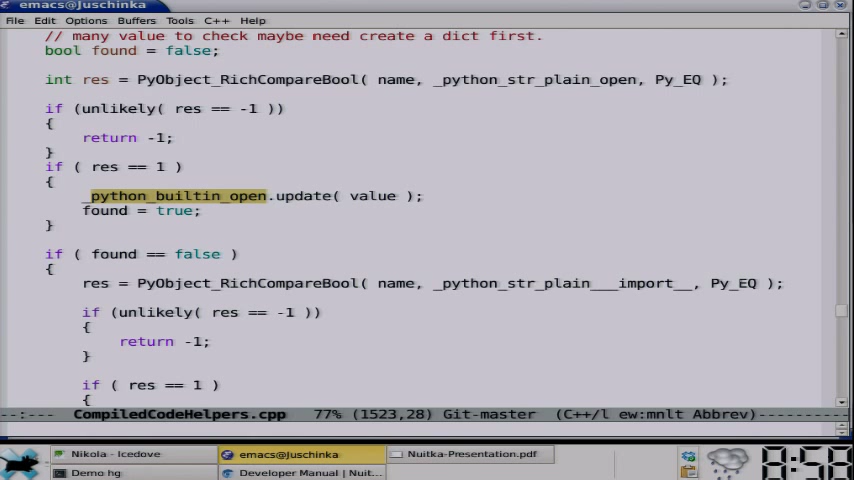 emacs@Juschinka
File Edit Options Buffers Tools C++ Help
// many value to check maybe need create a dict first.
bool found = false;
int res = PyObject_RichCompareBool( name, _python_str_plain_open, Py_EQ );
if (unlikely( res == -1 ))
{
return -1;
}
if ( res == 1 )
{
_python_builtin_open.update( value );
found = true;
}
if ( found == false )
{
res = PyObject_RichCompareBool( name, _python_str_plain___import__, Py_EQ );
if (unlikely( res == -1 ))
{
return -1;
}
if ( res == 1 )
{
--:--- CompiledCodeHelpers.cpp 77% (1523,28) Git-master (C++/l ew:mnlt Abbrev)----------
Nikola - Icedove
emacs@Juschinka
Nuitka-Presentation.pdf
8:58
Demo hg
Developer Manual | Nuit...